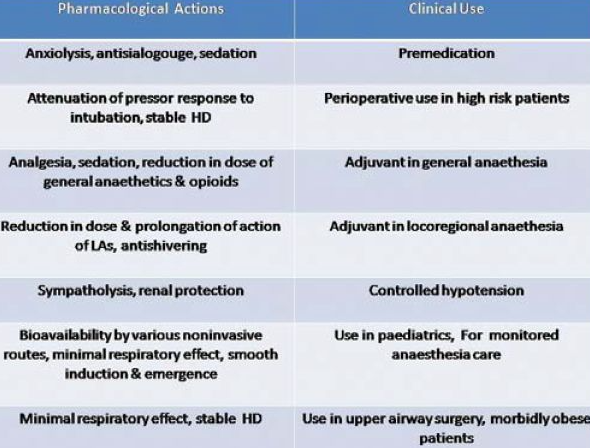 Pharmacological Actions
Clinical Use
Anxiolysis, antisialogouge, sedation
Premedication
Attenuation of pressor response to
intubation, stable HD
Perioperative use in high risk patients
Analgesia, sedation, reduction in dose of
general anaethetics & opioids
Adjuvant in general anaethesia
Reduction in dose & prolongation of action
of LAs, antishivering
Adjuvant in locoregional anaethesia
Sympatholysis, renal protection
Controlled hypotension
Bioavailability by various noninvasive
routes, minimal respiratory effect, smooth
induction & emergence
Use in paediatrics, For monitored
anaesthesia care
Minimal respiratory effect, stable HD
Use in upper airway surgery, morbidly obese
patients